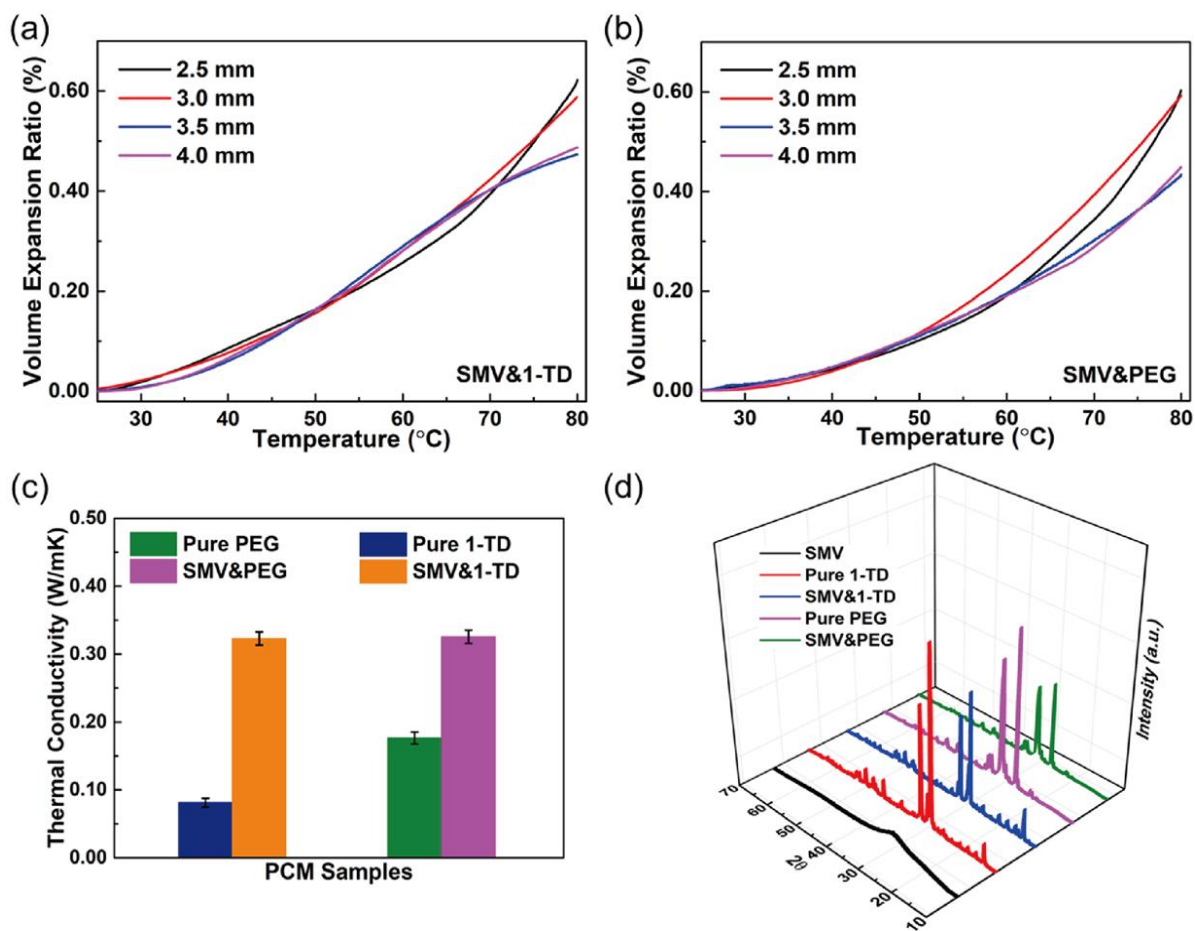 (a)
Volume Expansion Ratio (%)
0.60
0.40
0.20
0.00
2.5 mm
3.0 mm
3.5 mm
4.0 mm
SMV&1-TD
30 40 50 60 70 80
Temperature (°C)
(b)
Volume Expansion Ratio (%)
0.60
0.40
0.20
0.00
2.5 mm
3.0 mm
3.5 mm
4.0 mm
SMV&PEG
30 40 50 60 70 80
Temperature (°C)
(c)
Thermal Conductivity (W/mK)
0.50
0.40
0.30
0.20
0.10
0.00
Pure PEG Pure 1-TD
SMV&PEG SMV&1-TD
PCM Samples
(d)
SMV
Pure 1-TD
SMV&1-TD
Pure PEG
SMV&PEG
Intensity (a.u.)
70 60 50 40 30 20 10
2θ